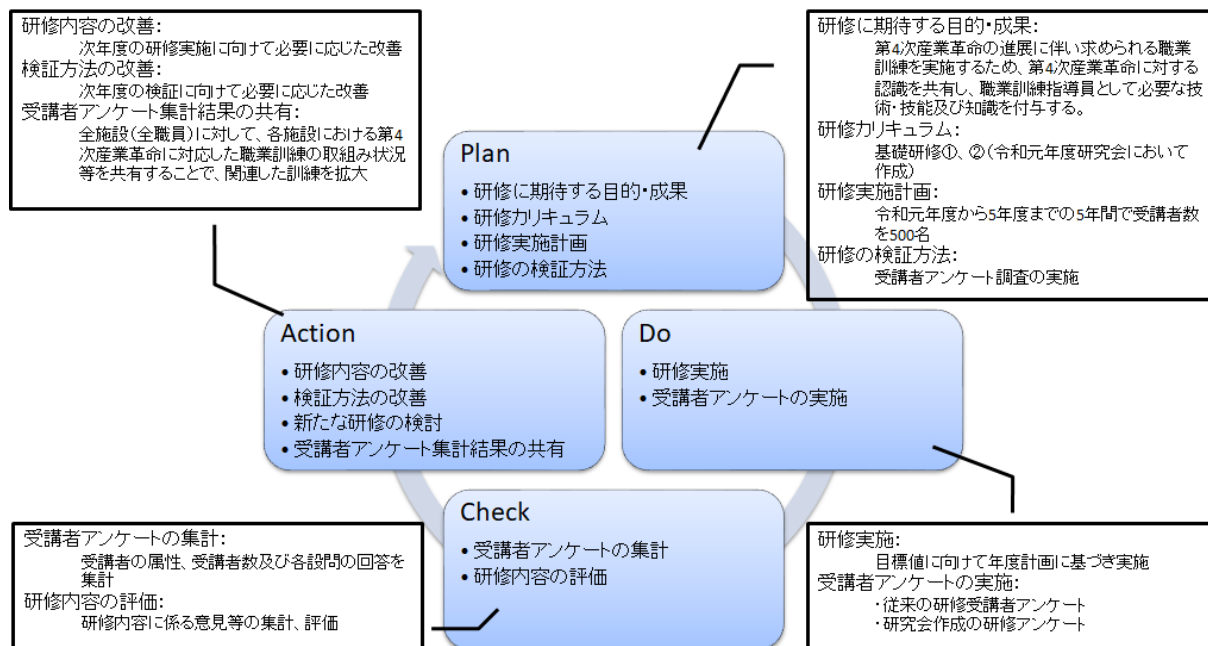 研修内容の改善:
次年度の研修実施に向けて必要に応じた改善
検証方法の改善:
次年度の検証に向けて必要に応じた改善
受講者アンケート集計結果の共有:
全施設(全職員)に対して、各施設における第4
次産業革命に対応した職業訓練の取組み状況
等を共有することで、関連した訓練を拡大
研修に期待する目的・成果:
第4次産業革命の進展に伴い求められる職業
訓練を実施するため、第4次産業革命に対する
認識を共有し、職業訓練指導員として必要な技
術・技能及び知識を付与する。
研修カリキュラム:
基礎研修①、②(令和元年度研究会において
作成)
研修実施計画:
令和元年度から5年度までの5年間で受講者数
を500名
研修の検証方法:
受講者アンケート調査の実施
Plan
• 研修に期待する目的・成果
• 研修カリキュラム
• 研修実施計画
• 研修の検証方法
Action
• 研修内容の改善
• 検証方法の改善
• 新たな研修の検討
• 受講者アンケート集計結果の共有
Do
• 研修実施
• 受講者アンケートの実施
Check
• 受講者アンケートの集計
• 研修内容の評価
受講者アンケートの集計:
受講者の属性、受講者数及び各設問の回答を
集計
研修内容の評価:
研修内容に係る意見等の集計、評価
研修実施:
目標値に向けて年度計画に基づき実施
受講者アンケートの実施:
・従来の研修受講者アンケート
・研究会作成の研修アンケート